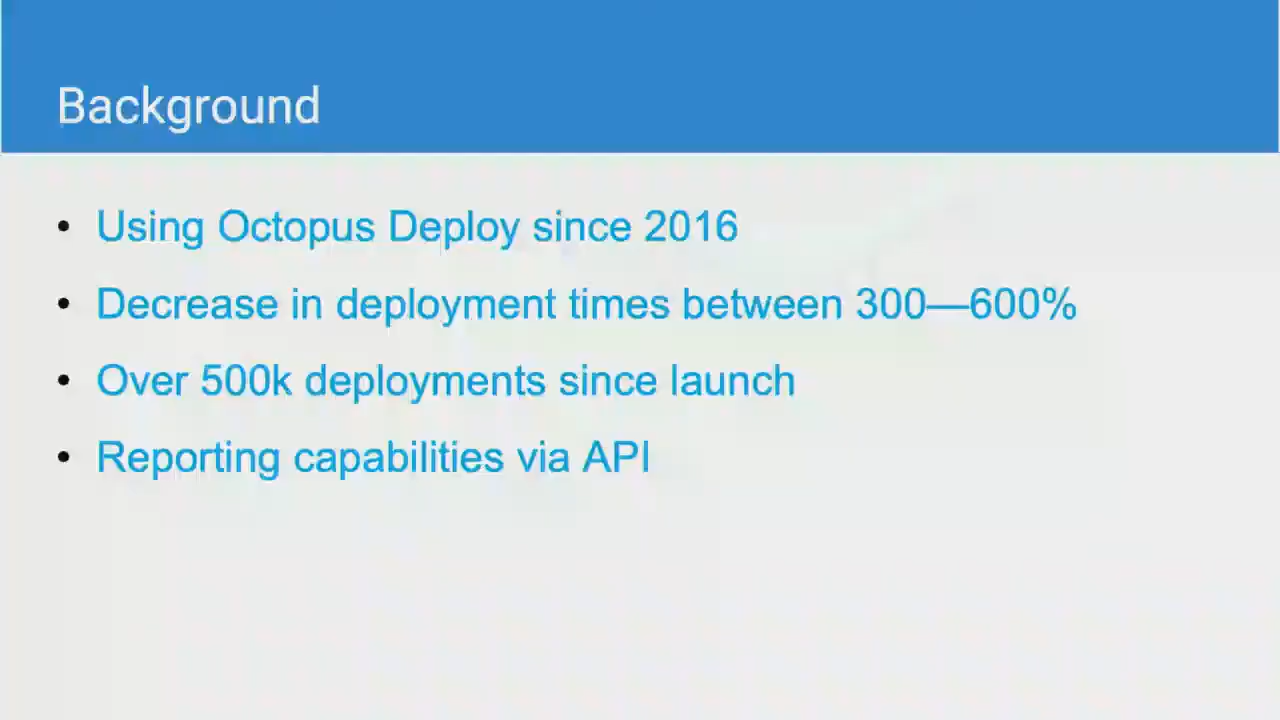 Background
• Using Octopus Deploy since 2016
• Decrease in deployment times between 300—600%
• Over 500k deployments since launch
• Reporting capabilities via API